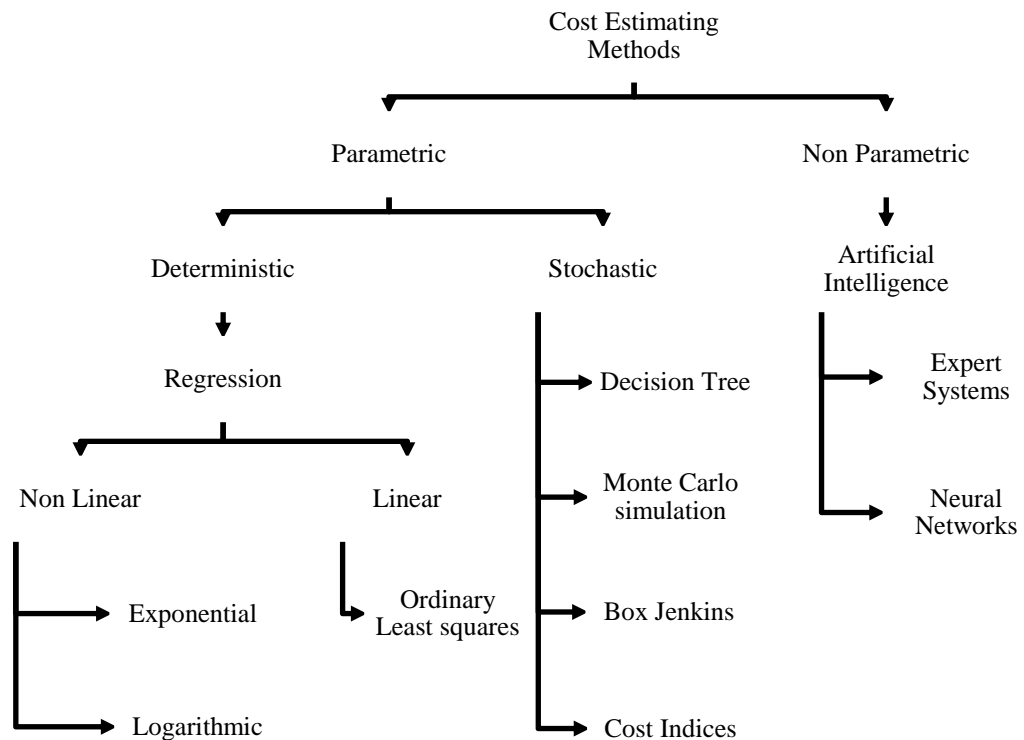 Cost Estimating
Methods
Parametric
Non Parametric
Deterministic
Stochastic
Artificial
Intelligence
Regression
Decision Tree
Expert
Systems
Non Linear
Linear
Monte Carlo
simulation
Neural
Networks
Exponential
Ordinary
Least squares
Box Jenkins
Logarithmic
Cost Indices